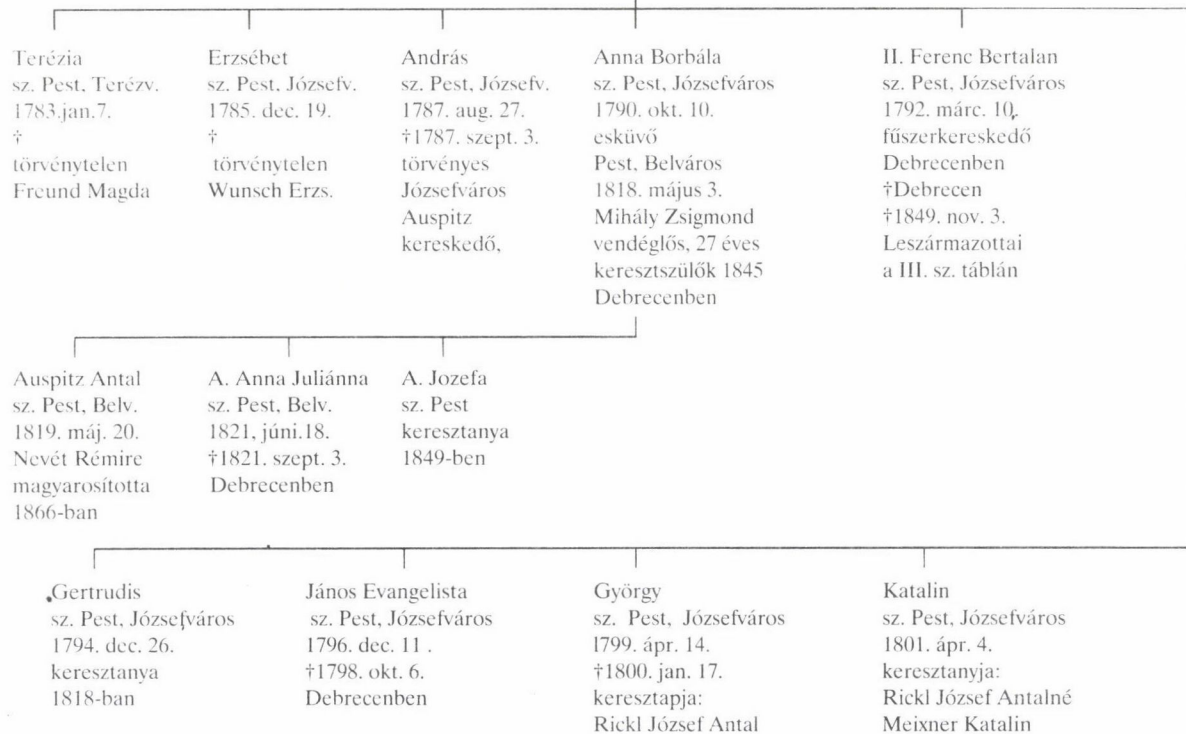 Terézia
sz. Pest, Terézv.
1783.jan.7.
†
törvénytelen
Freund Magda
Erzsébet
sz. Pest, Józsefv.
1785. dec. 19.
†
törvénytelen
Wunsch Erzs.
András
sz. Pest, Józsefv.
1787. aug. 27.
†1787. szept. 3.
törvényes
Józsefváros
Auspitz
kereskedő,
Anna Borbála
sz. Pest, Józsefváros
1790. okt. 10.
esküvő
Pest, Belváros
1818. május 3.
Mihály Zsigmond
vendéglős, 27 éves
keresztszülők 1845
Debrecenben
II. Ferenc Bertalan
sz. Pest, Józsefváros
1792. márc. 10.
fűszerkereskedő
Debrecenben
†Debrecen
†1849. nov. 3.
Leszármazottai
a III. sz. táblán
Auspitz Antal
sz. Pest, Belv.
1819. máj. 20.
Nevét Rémire
magyarosította
1866-ban
A. Anna Juliánna
sz. Pest, Belv.
1821, júni.18.
†1821. szept. 3.
Debrecenben
A. Jozefa
sz. Pest
keresztanya
1849-ben
Gertrudis
sz. Pest, Józsefváros
1794. dec. 26.
keresztanya
1818-ban
János Evangelista
sz. Pest, Józsefváros
1796. dec. 11 .
†1798. okt. 6.
Debrecenben
György
sz. Pest, Józsefváros
l799. ápr. 14.
†1800. jan. 17.
keresztapja:
Rickl József Antal
Katalin
sz. Pest, Józsefváros
1801. ápr. 4.
keresztanyja:
Rickl József Antalné
Meixner Katalin